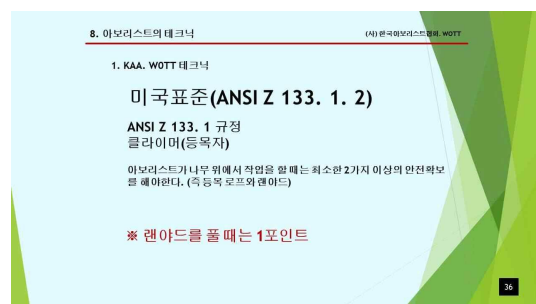 8. 아보리스트의 테크닉
(사) 한국아보리스트협회. WOTT
1. KAA. WOTT 테크닉
미국표준(ANSI Z 133. 1. 2)
ANSI Z 133. 1 규정
클라이머(등목자)
아보리스트가 나무 위에서 작업을 할 때는 최소한 2가지 이상의 안전확보
를 해야한다. (즉 등목 로프와 랜야드)
※ 랜야드를 풀 때는 1포인트
36